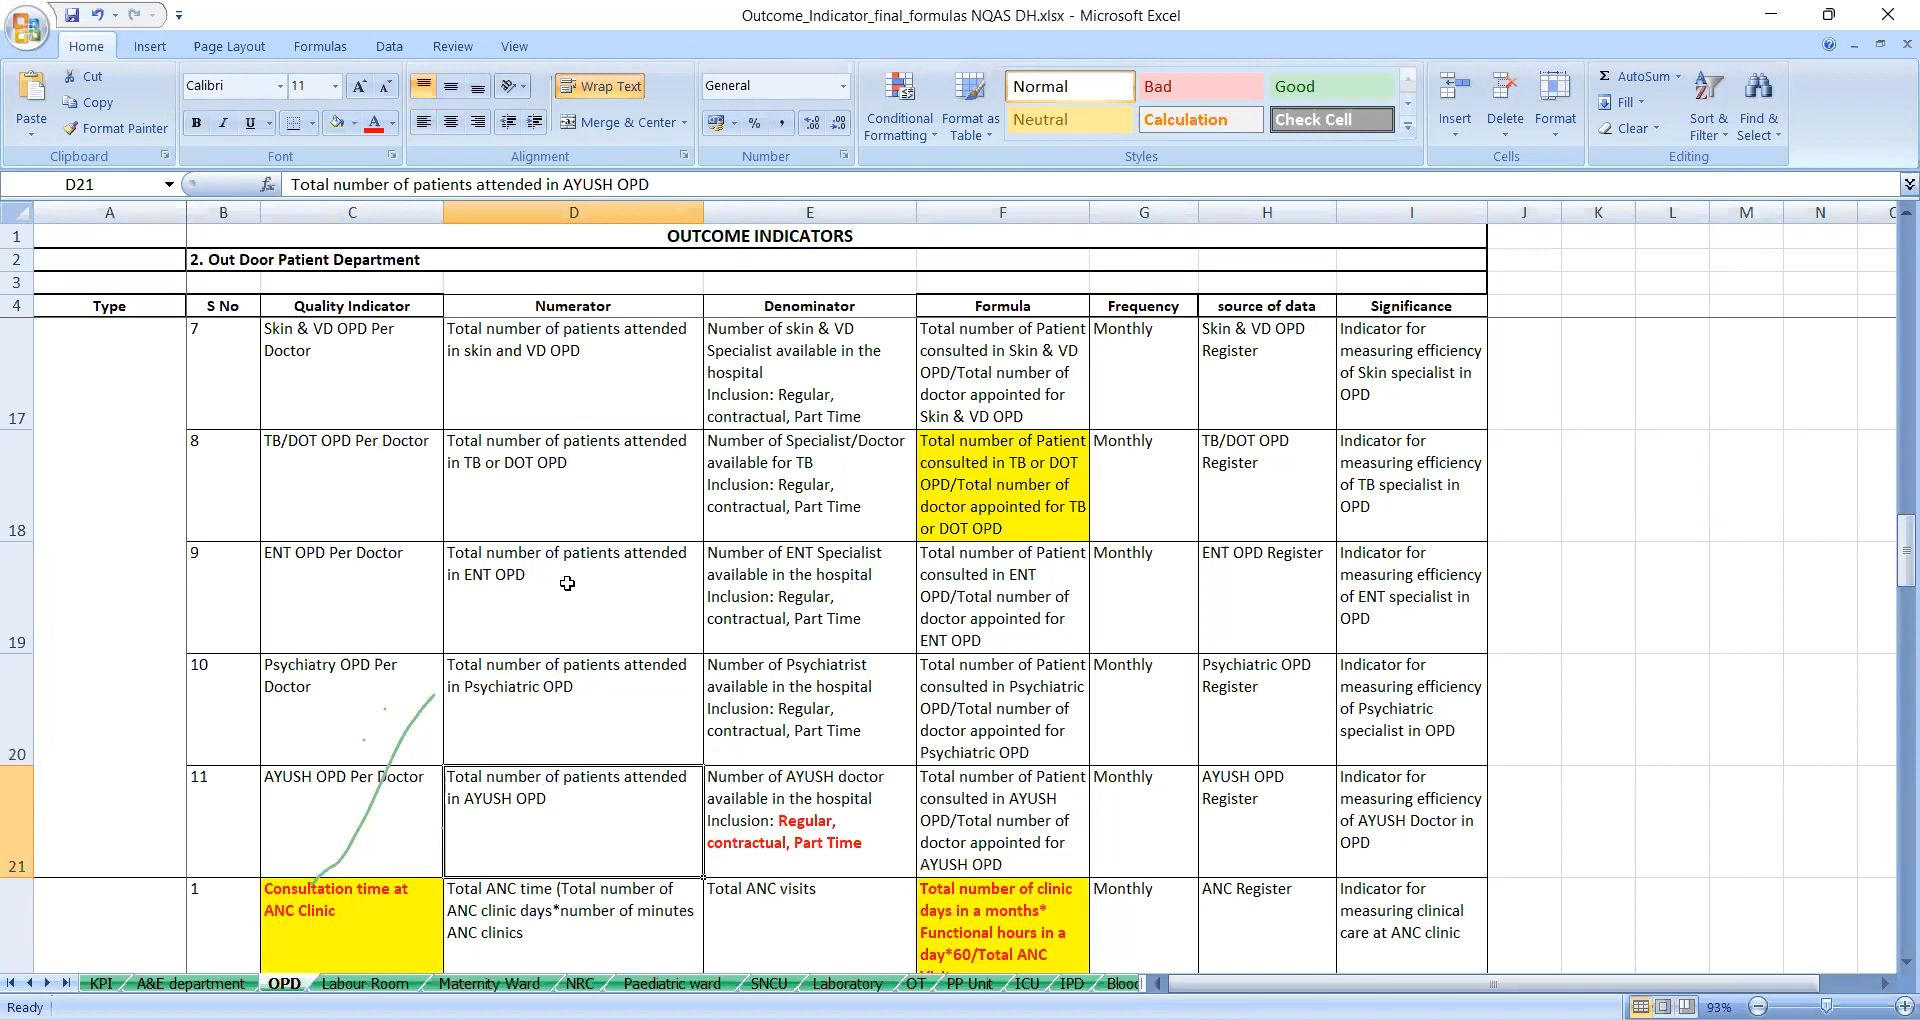 Outcome_Indicator_final_formulas NQAS DH.xlsx - Microsoft Excel
Home Insert Page Layout Formulas Data Review View
Paste
Cut
Copy
Format Painter
Clipboard
Calibri 11
B I U
Font
Wrap Text
Merge & Center
Alignment
General
Number
Conditional Formatting
Format as Table
Normal Bad Good
Neutral Calculation Check Cell
Styles
Insert Delete Format
Cells
AutoSum
Fill
Clear
Sort & Filter
Find & Select
Editing
D21 fx Total number of patients attended in AYUSH OPD
A B C D E F G H I J K L M N
1 OUTCOME INDICATORS
2 2. Out Door Patient Department
3
4 Type S No Quality Indicator Numerator Denominator Formula Frequency source of data Significance
17
7
Skin & VD OPD Per
Doctor
Total number of patients attended
in skin and VD OPD
Number of skin & VD
Specialist available in the
hospital
Inclusion: Regular,
contractual, Part Time
Total number of Patient
consulted in Skin & VD
OPD/Total number of
doctor appointed for
Skin & VD OPD
Monthly
Skin & VD OPD
Register
Indicator for
measuring efficiency
of Skin specialist in
OPD
18
8
TB/DOT OPD Per Doctor
Total number of patients attended
in TB or DOT OPD
Number of Specialist/Doctor
available for TB
Inclusion: Regular,
contractual, Part Time
Total number of Patient
consulted in TB or DOT
OPD/Total number of
doctor appointed for TB
or DOT OPD
Monthly
TB/DOT OPD
Register
Indicator for
measuring efficiency
of TB specialist in
OPD
19
9
ENT OPD Per Doctor
Total number of patients attended
in ENT OPD
Number of ENT Specialist
available in the hospital
Inclusion: Regular,
contractual, Part Time
Total number of Patient
consulted in ENT
OPD/Total number of
doctor appointed for
ENT OPD
Monthly
ENT OPD Register
Indicator for
measuring efficiency
of ENT specialist in
OPD
20
10
Psychiatry OPD Per
Doctor
Total number of patients attended
in Psychiatric OPD
Number of Psychiatrist
available in the hospital
Inclusion: Regular,
contractual, Part Time
Total number of Patient
consulted in Psychiatric
OPD/Total number of
doctor appointed for
Psychiatric OPD
Monthly
Psychiatric OPD
Register
Indicator for
measuring efficiency
of Psychiatric
specialist in OPD
21
11
AYUSH OPD Per Doctor
Total number of patients attended
in AYUSH OPD
Number of AYUSH doctor
available in the hospital
Inclusion: Regular,
contractual, Part Time
Total number of Patient
consulted in AYUSH
OPD/Total number of
doctor appointed for
AYUSH OPD
Monthly
AYUSH OPD
Register
Indicator for
measuring efficiency
of AYUSH Doctor in
OPD
1
Consultation time at
ANC Clinic
Total ANC time (Total number of
ANC clinic days*number of minutes
ANC clinics
Total ANC visits
Total number of clinic
days in a months*
Functional hours in a
day*60/Total ANC
Monthly
ANC Register
Indicator for
measuring clinical
care at ANC clinic
KPI A&E department OPD Labour Room Maternity Ward NRC Paediatric ward SNCU Laboratory OT PP Unit ICU IPD Blood
Ready 93%